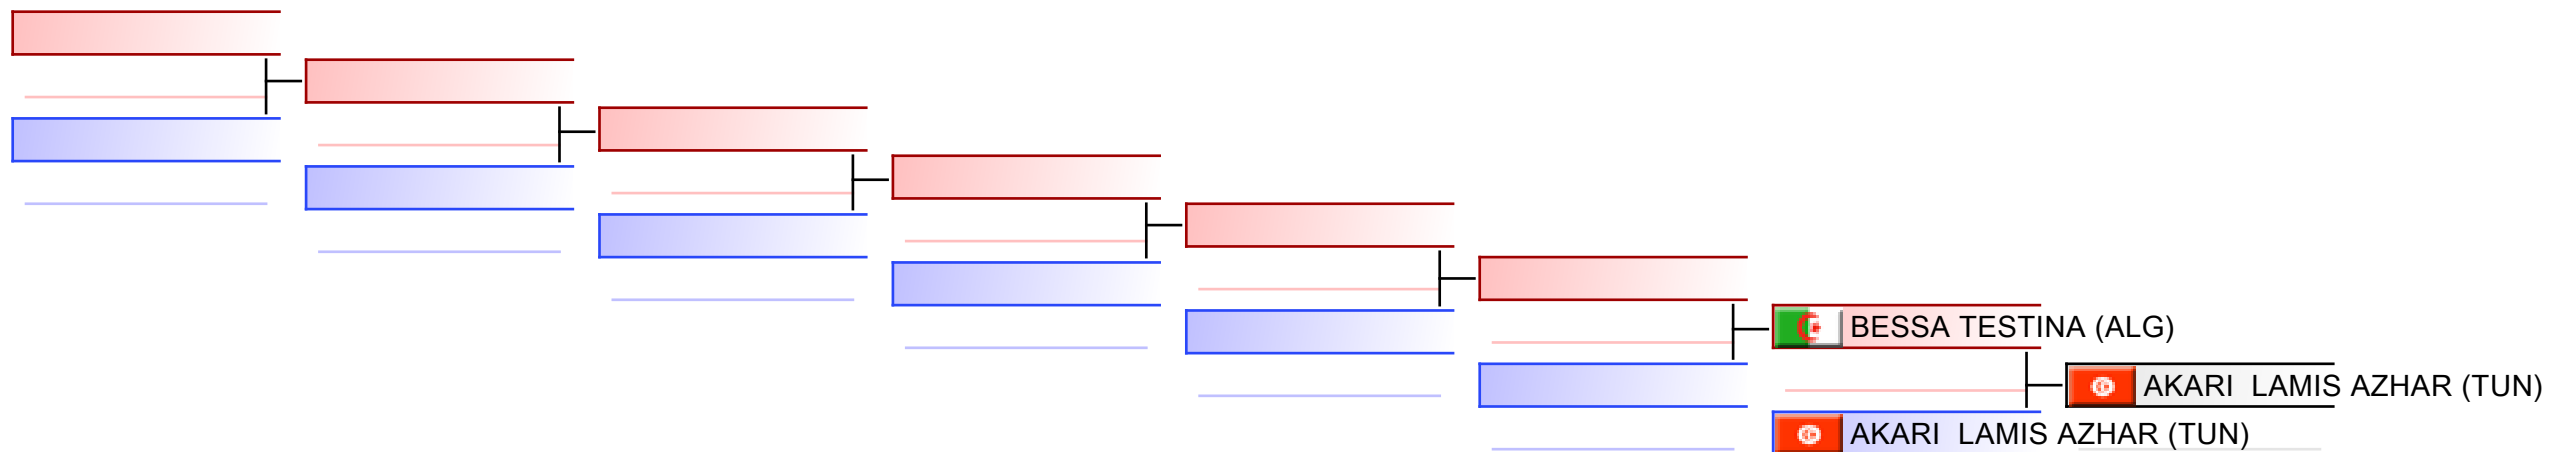 BESSA TESTINA (ALG)
AKARI  LAMIS AZHAR (TUN)
AKARI  LAMIS AZHAR (TUN)